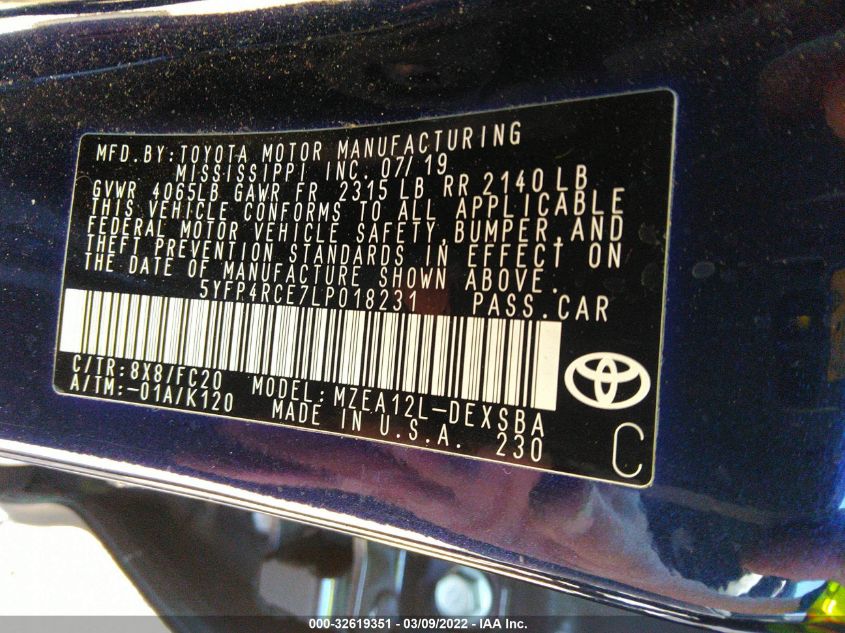 MFD.BY:TOYOTA MOTOR MANUFACTURING
MISSISSIPPI INC. 07/19
GVWR 4065LB GAWR FR 2315 LB RR 2140 LB
THIS VEHICLE CONFORMS TO ALL APPLICABLE
FEDERAL MOTOR VEHICLE SAFETY,BUMPER,AND
THEFT PREVENTION STANDARDS IN EFFECT ON
THE DATE OF MANUFACTURE SHOWN ABOVE.
5YFP4RCE7LP018231 PASS.CAR
C/TR:8X8/FC20 MODEL:MZEA12L-DEXSBA
A/TM:-01A/K120 MADE IN U.S.A. 230
C
000-32619351 / 03/09/2022 - IAA Inc.